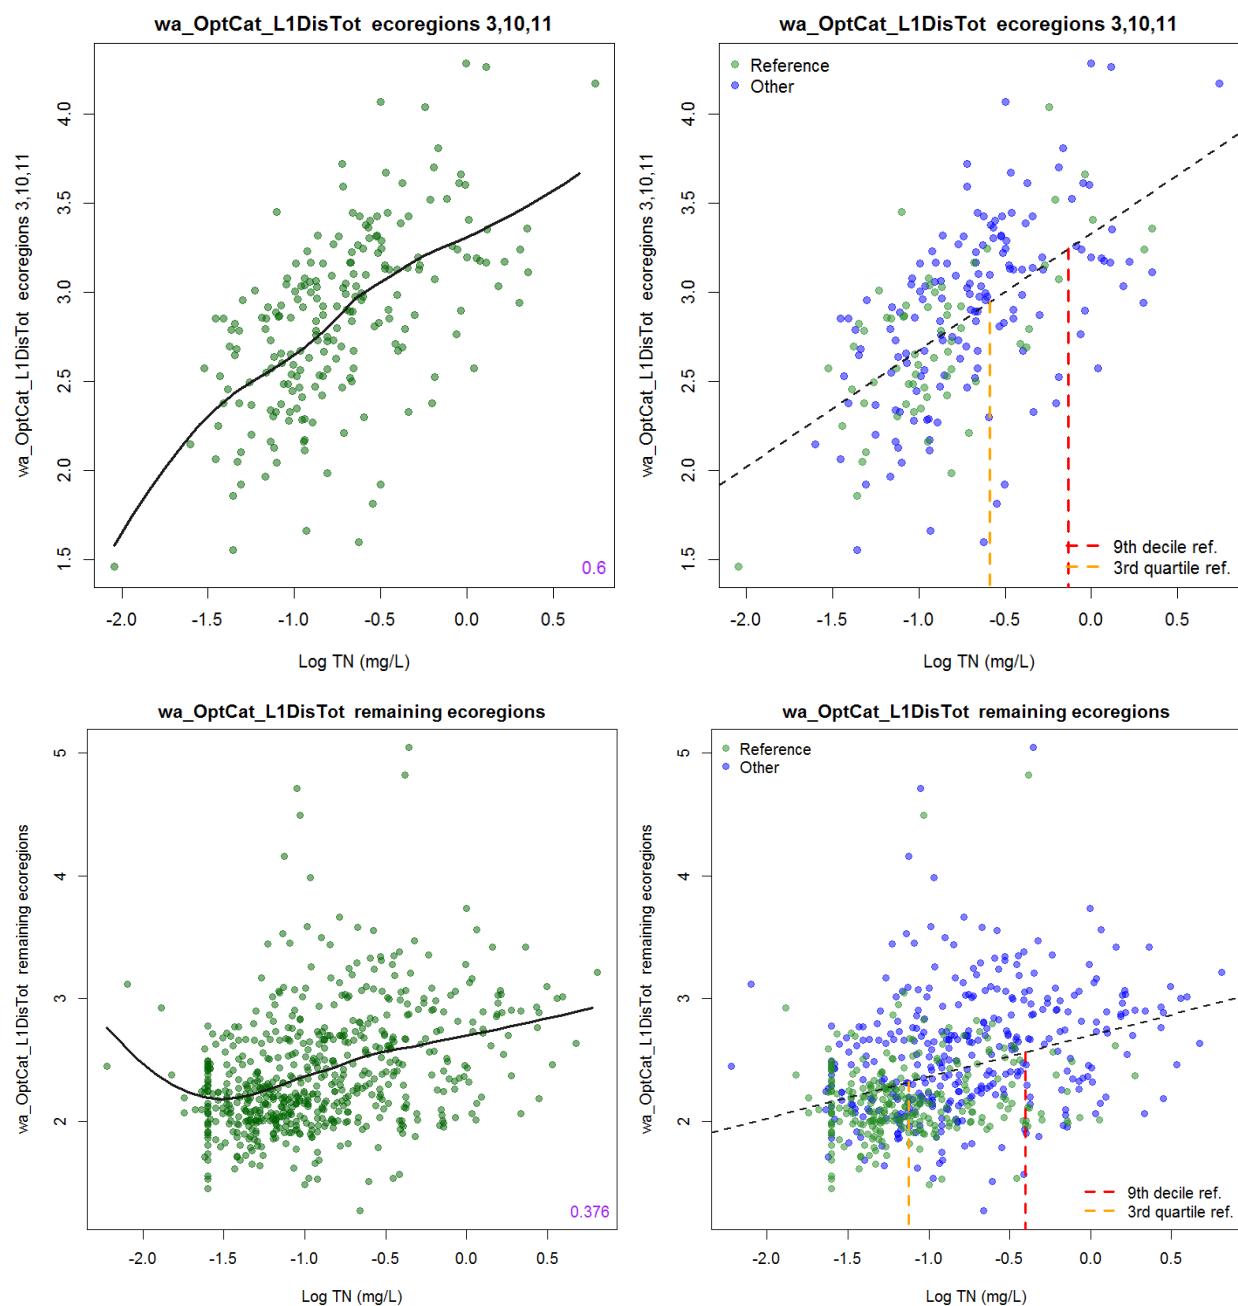 wa_OptCat_L1DisTot ecoregions 3,10,11
wa_OptCat_L1DisTot ecoregions 3,10,11
4.0
3.5
3.0
2.5
2.0
1.5
0.6
-2.0 -1.5 -1.0 -0.5 0.0 0.5
Log TN (mg/L)
wa_OptCat_L1DisTot ecoregions 3,10,11
wa_OptCat_L1DisTot ecoregions 3,10,11
Reference
Other
4.0
3.5
3.0
2.5
2.0
1.5
9th decile ref.
3rd quartile ref.
-2.0 -1.5 -1.0 -0.5 0.0 0.5
Log TN (mg/L)
wa_OptCat_L1DisTot remaining ecoregions
wa_OptCat_L1DisTot remaining ecoregions
5
4
3
2
0.376
-2.0 -1.5 -1.0 -0.5 0.0 0.5
Log TN (mg/L)
wa_OptCat_L1DisTot remaining ecoregions
wa_OptCat_L1DisTot remaining ecoregions
Reference
Other
5
4
3
2
9th decile ref.
3rd quartile ref.
-2.0 -1.5 -1.0 -0.5 0.0 0.5
Log TN (mg/L)